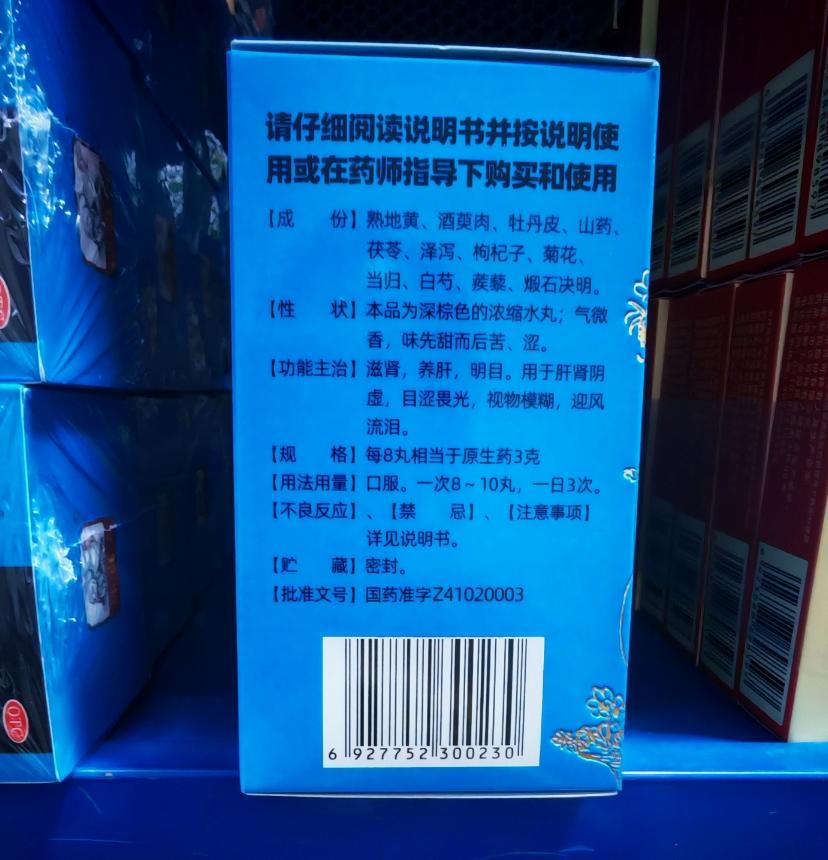 请仔细阅读说明书并按说明使
用或在药师指导下购买和使用
【成　份】熟地黄、酒萸肉、牡丹皮、山药、
茯苓、泽泻、枸杞子、菊花、
当归、白芍、蒺藜、煅石决明。
【性　状】本品为深棕色的浓缩水丸；气微
香，味先甜而后苦、涩。
【功能主治】滋肾，养肝，明目。用于肝肾阴
虚，目涩畏光，视物模糊，迎风
流泪。
【规　格】每8丸相当于原生药3克
【用法用量】口服。一次8～10丸，一日3次。
【不良反应】、【禁　忌】、【注意事项】
详见说明书。
【贮　藏】密封。
【批准文号】国药准字Z41020003
6 927752 300230
OTC